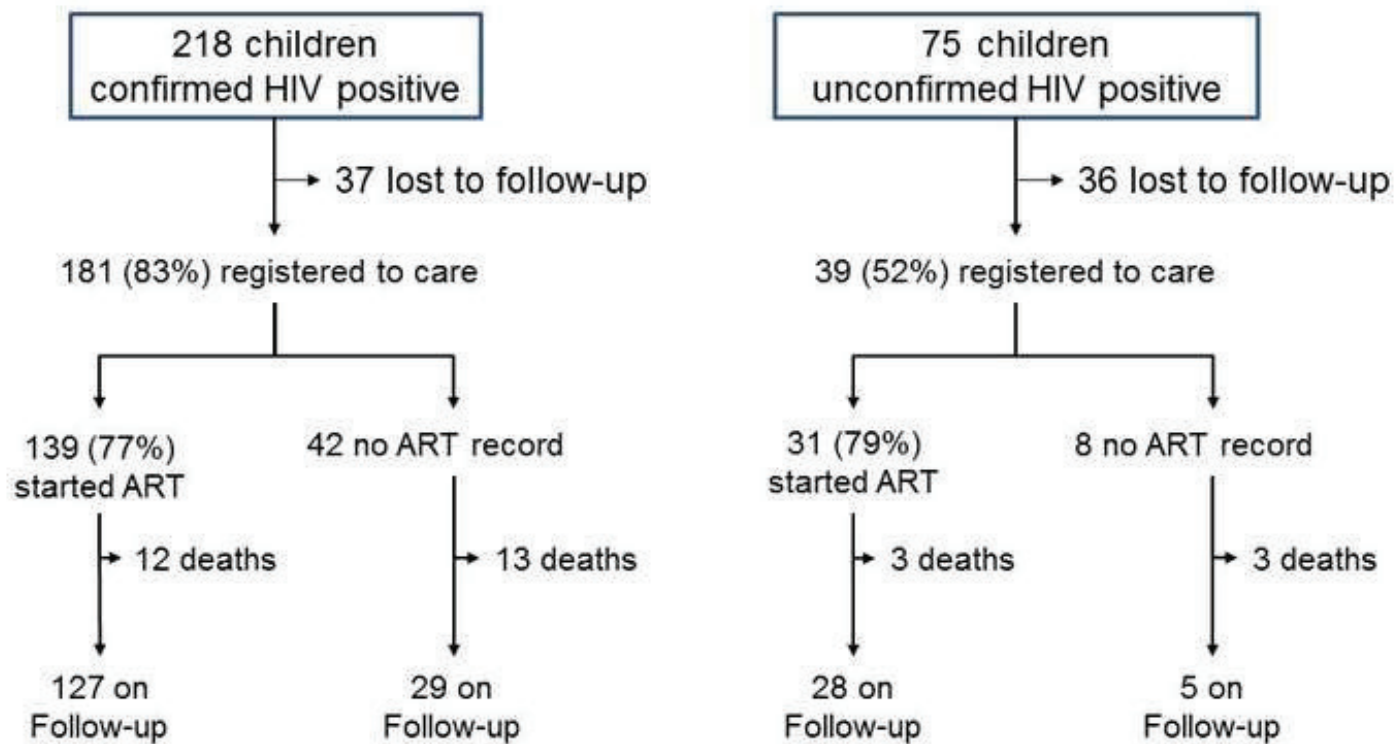 218 children
confirmed HIV positive
75 children
unconfirmed HIV positive
37 lost to follow-up
36 lost to follow-up
181 (83%) registered to care
39 (52%) registered to care
139 (77%)
started ART
42 no ART record
31 (79%)
started ART
8 no ART record
12 deaths
13 deaths
3 deaths
3 deaths
127 on
Follow-up
29 on
Follow-up
28 on
Follow-up
5 on
Follow-up